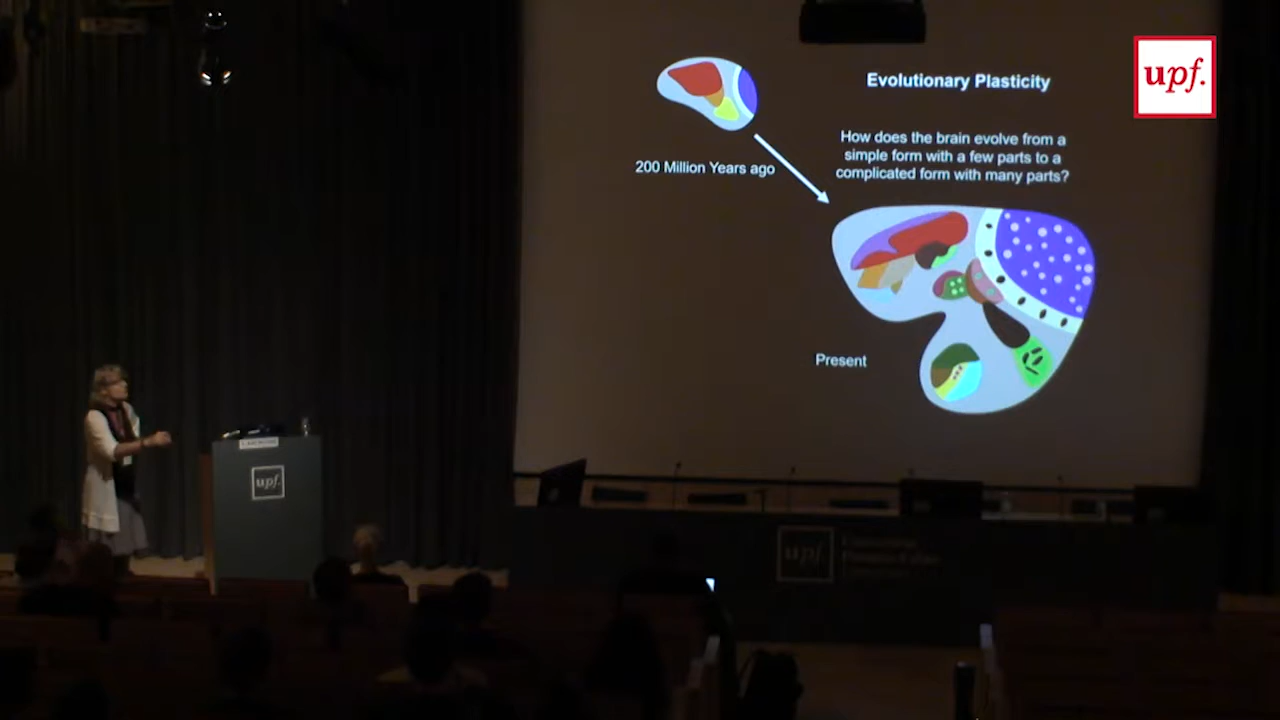 upf.
Evolutionary Plasticity
How does the brain evolve from a
simple form with a few parts to a
complicated form with many parts?
200 Million Years ago
Present
upf.
upf.